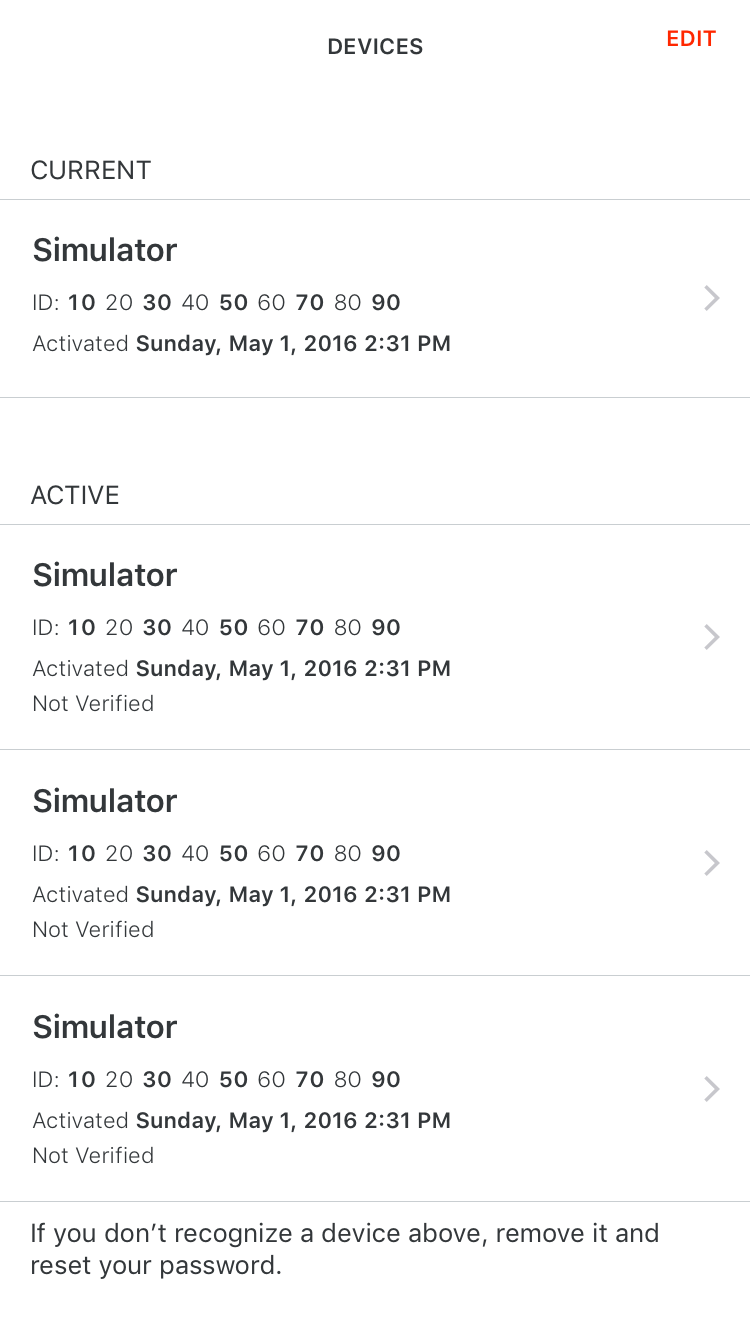 DEVICES
EDIT
CURRENT
Simulator
ID: 10 20 30 40 50 60 70 80 90
Activated Sunday, May 1, 2016 2:31 PM
ACTIVE
Simulator
ID: 10 20 30 40 50 60 70 80 90
Activated Sunday, May 1, 2016 2:31 PM
Not Verified
Simulator
ID: 10 20 30 40 50 60 70 80 90
Activated Sunday, May 1, 2016 2:31 PM
Not Verified
Simulator
ID: 10 20 30 40 50 60 70 80 90
Activated Sunday, May 1, 2016 2:31 PM
Not Verified
If you don’t recognize a device above, remove it and
reset your password.